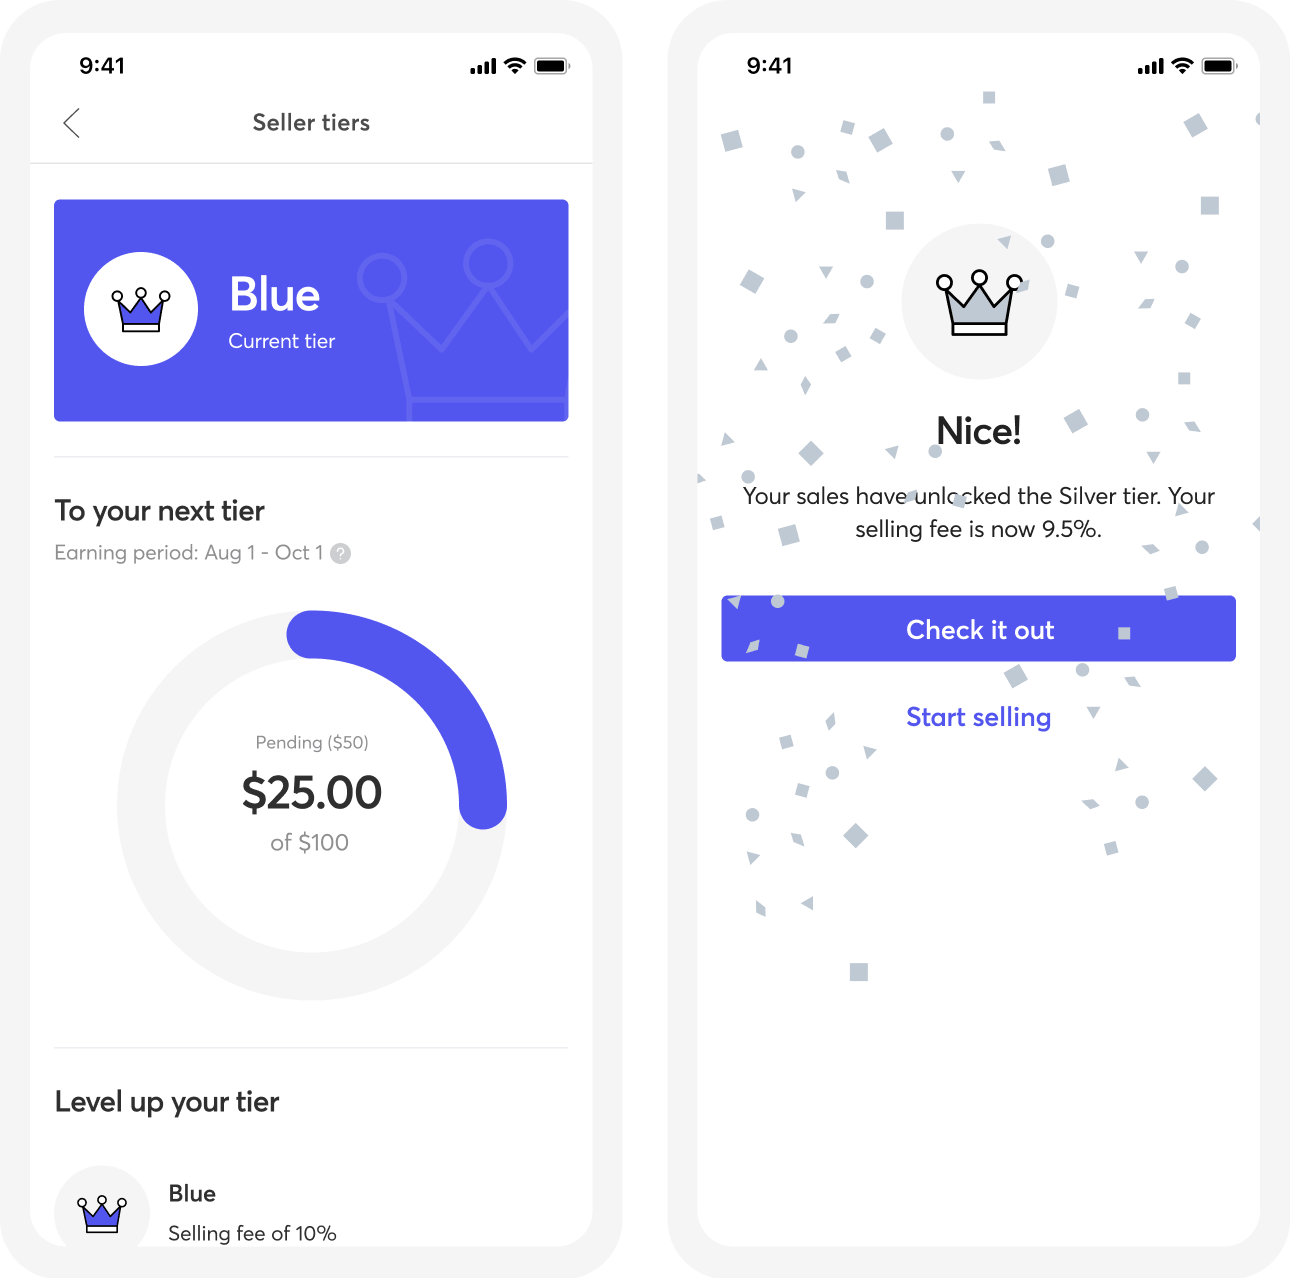 9:41
Seller tiers
Blue
Current tier
To your next tier
Earning period: Aug 1 - Oct 1 ?
Pending ($50)
$25.00
of $100
Level up your tier
Blue
Selling fee of 10%
9:41
Nice!
Your sales have unlocked the Silver tier. Your
selling fee is now 9.5%.
Check it out
Start selling